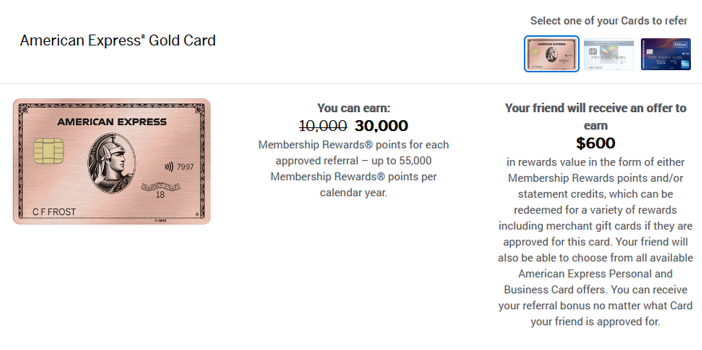 Select one of your Cards to refer
American Express® Gold Card
AMERICAN EXPRESS
7997
18
C F FROST
You can earn:
10,000 30,000
Membership Rewards® points for each
approved referral – up to 55,000
Membership Rewards® points per
calendar year.
Your friend will receive an offer to
earn
$600
in rewards value in the form of either
Membership Rewards points and/or
statement credits, which can be
redeemed for a variety of rewards
including merchant gift cards if they are
approved for this card. Your friend will
also be able to choose from all available
American Express Personal and
Business Card offers. You can receive
your referral bonus no matter what Card
your friend is approved for.